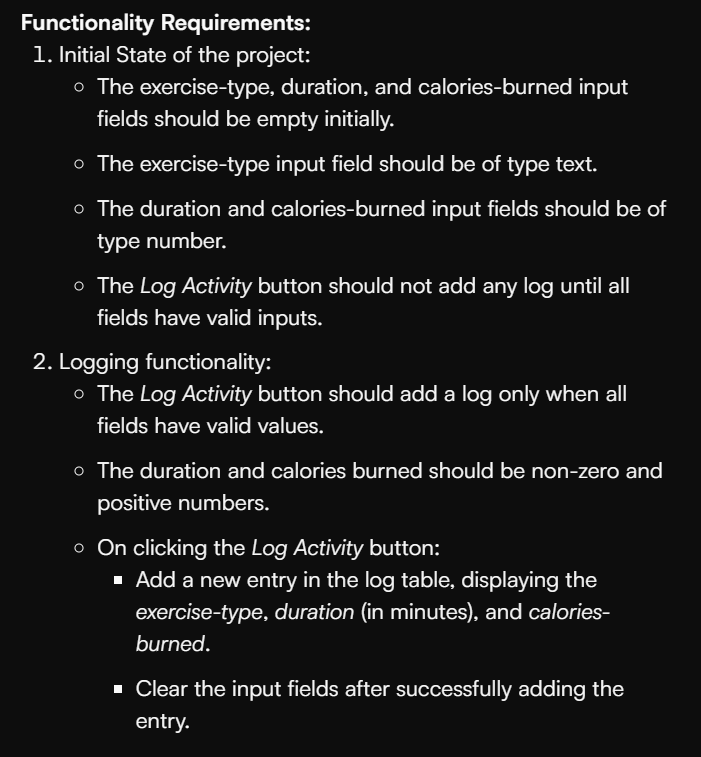 Functionality Requirements:
1. Initial State of the project:
○ The exercise-type, duration, and calories-burned input
fields should be empty initially.
○ The exercise-type input field should be of type text.
○ The duration and calories-burned input fields should be of
type number.
○ The Log Activity button should not add any log until all
fields have valid inputs.
2. Logging functionality:
○ The Log Activity button should add a log only when all
fields have valid values.
○ The duration and calories burned should be non-zero and
positive numbers.
○ On clicking the Log Activity button:
▪ Add a new entry in the log table, displaying the
exercise-type, duration (in minutes), and calories-
burned.
▪ Clear the input fields after successfully adding the
entry.